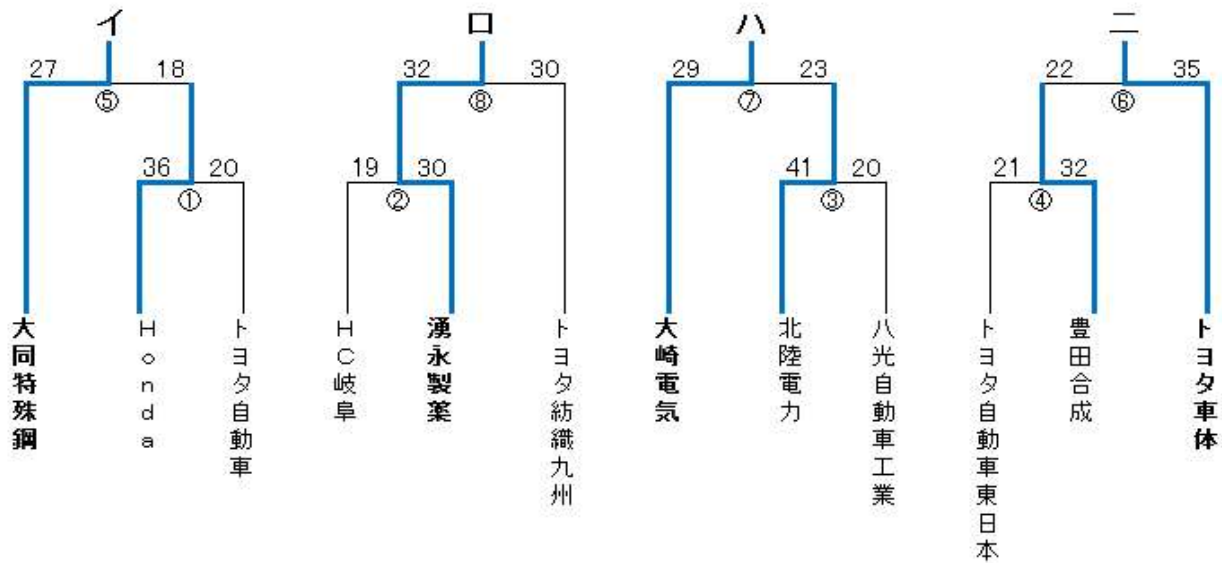 イ
ロ
ハ
ニ
27
18
32
30
29
23
22
35
⑤
⑧
⑦
⑥
36
20
19
30
41
20
21
32
①
②
③
④
大同特殊鋼
Honda
トヨタ自動車
HC岐阜
湧永製薬
トヨタ紡織九州
大崎電気
北陸電力
八光自動車工業
トヨタ自動車東日本
豊田合成
トヨタ車体